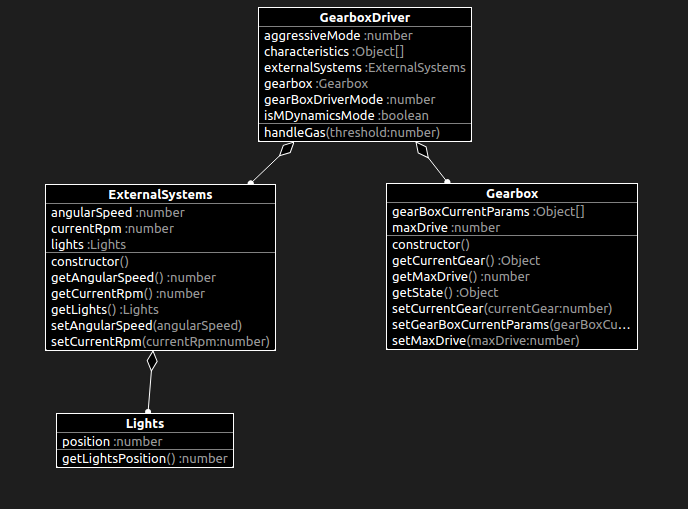 GearboxDriver
aggressiveMode :number
characteristics :Object[]
externalSystems :ExternalSystems
gearbox :Gearbox
gearBoxDriverMode :number
isMDynamicsMode :boolean
handleGas(threshold:number)
ExternalSystems
angularSpeed :number
currentRpm :number
lights :Lights
constructor()
getAngularSpeed() :number
getCurrentRpm() :number
getLights() :Lights
setAngularSpeed(angularSpeed)
setCurrentRpm(currentRpm:number)
Gearbox
gearBoxCurrentParams :Object[]
maxDrive :number
constructor()
getCurrentGear() :Object
getMaxDrive() :number
getState() :Object
setCurrentGear(currentGear:number)
setGearBoxCurrentParams(gearBoxCu...
setMaxDrive(maxDrive:number)
Lights
position :number
getLightsPosition() :number